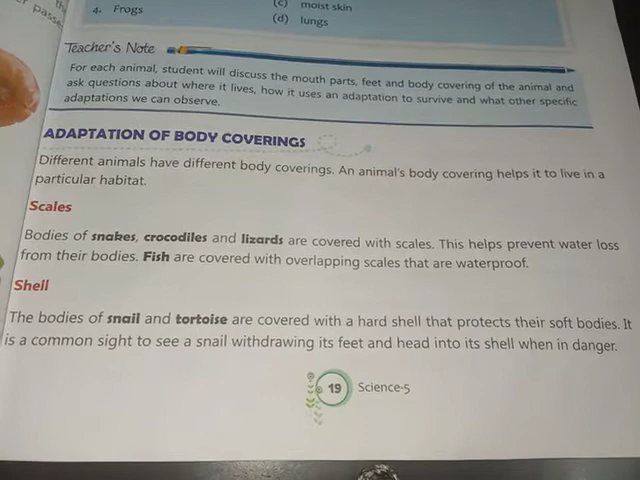 passe
4. Frogs
(c) moist skin
(d) lungs
Teacher's Note
For each animal, student will discuss the mouth parts, feet and body covering of the animal and
ask questions about where it lives, how it uses an adaptation to survive and what other specific
adaptations we can observe.
ADAPTATION OF BODY COVERINGS
Different animals have different body coverings. An animal's body covering helps it to live in a
particular habitat.
Scales
Bodies of snakes, crocodiles and lizards are covered with scales. This helps prevent water loss
from their bodies. Fish are covered with overlapping scales that are waterproof.
Shell
The bodies of snail and tortoise are covered with a hard shell that protects their soft bodies. It
is a common sight to see a snail withdrawing its feet and head into its shell when in danger.
19 Science-5